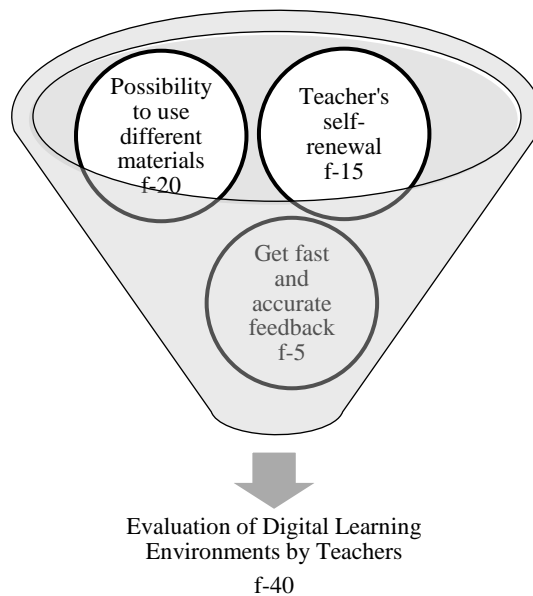 Possibility
to use
different
materials
f-20
Teacher's
self-
renewal
f-15
Get fast
and
accurate
feedback
f-5
Evaluation of Digital Learning
Environments by Teachers
f-40